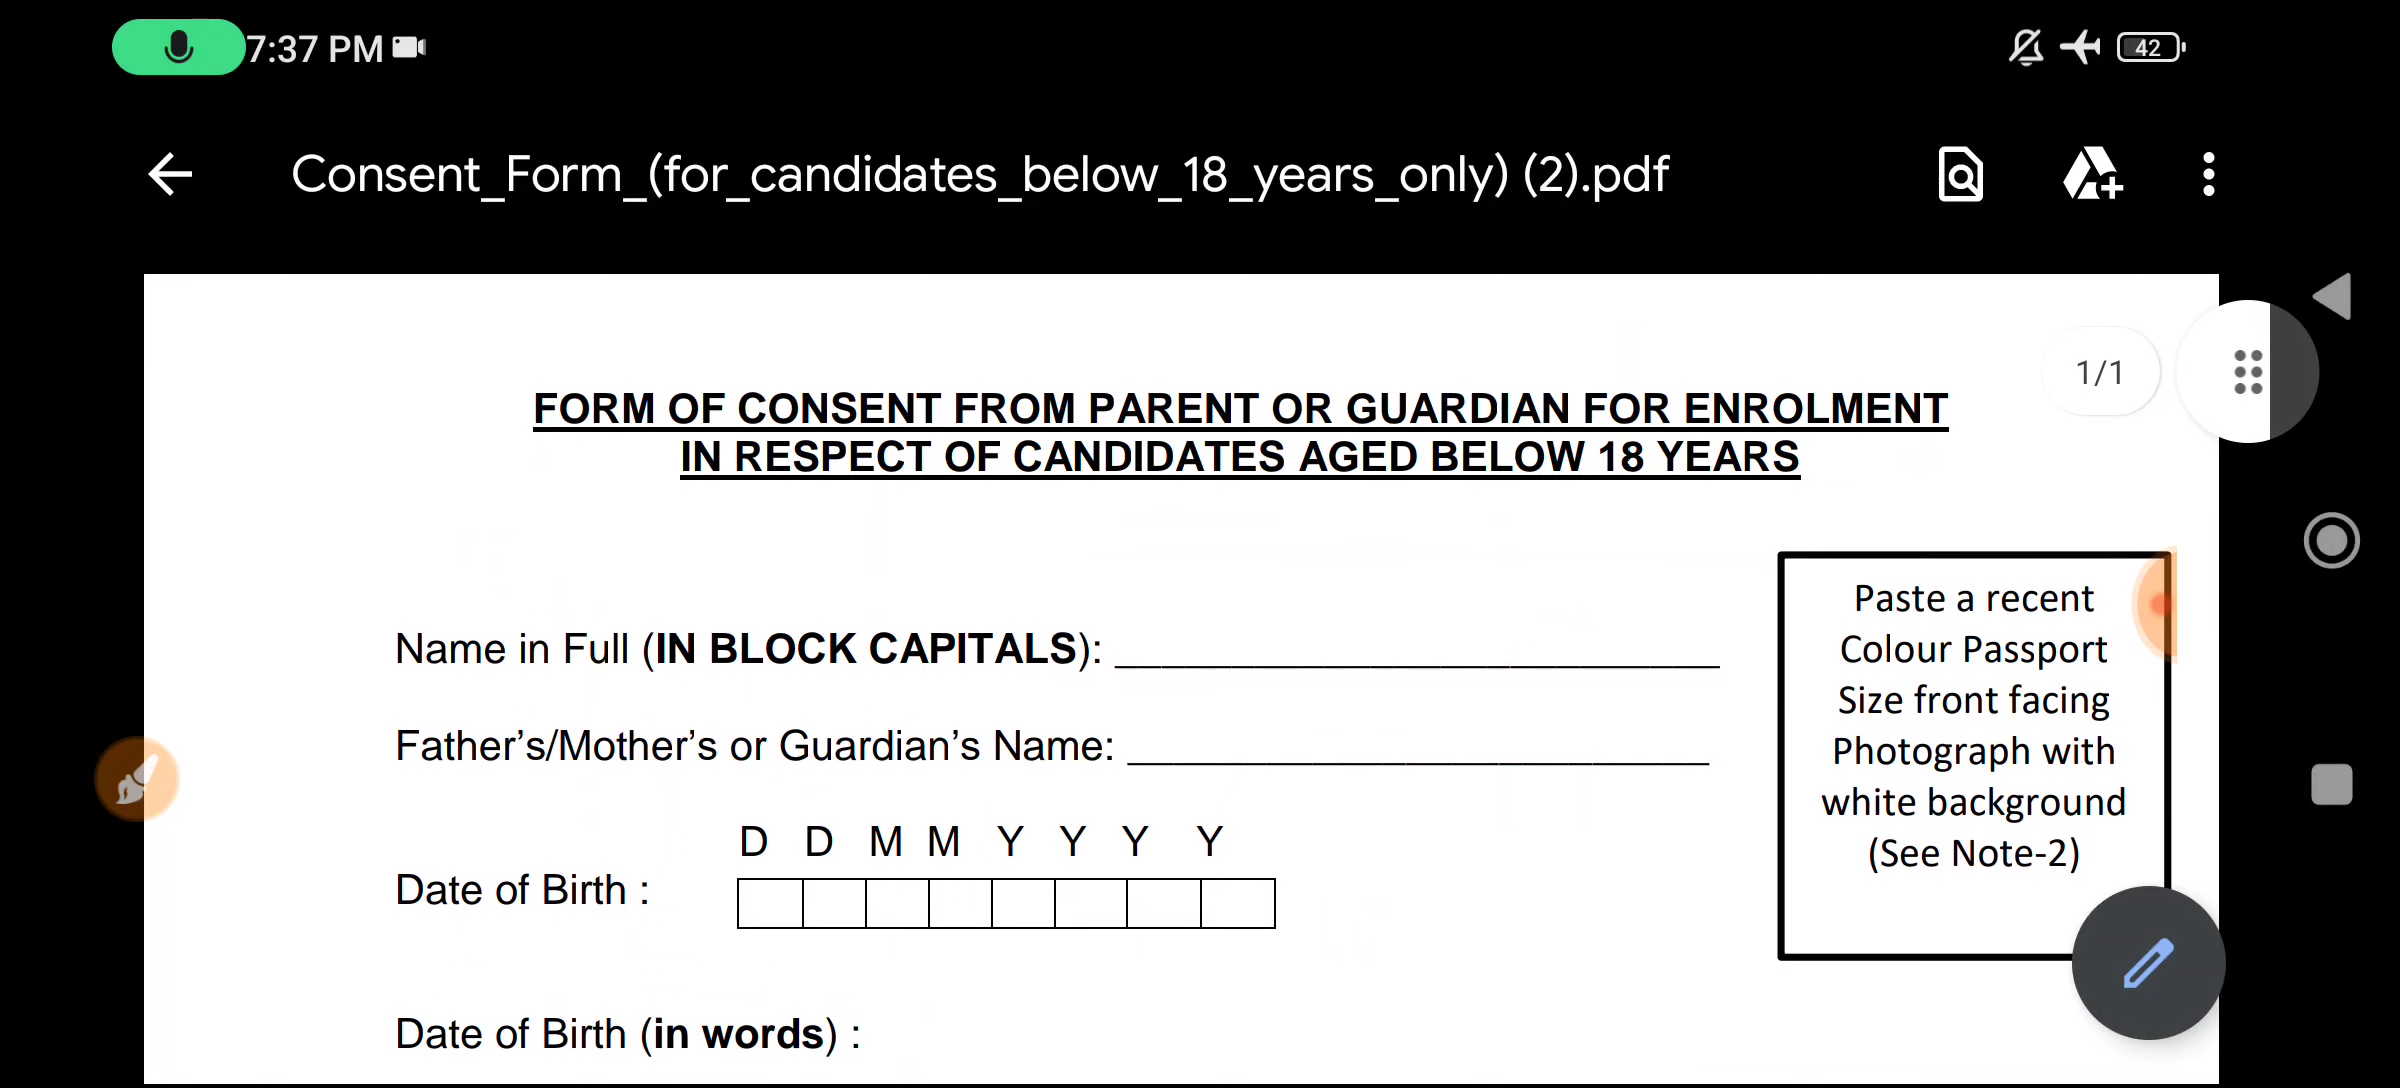 7:37 PM
42
Consent_Form_(for_candidates_below_18_years_only) (2).pdf
1/1
FORM OF CONSENT FROM PARENT OR GUARDIAN FOR ENROLMENT
IN RESPECT OF CANDIDATES AGED BELOW 18 YEARS
Name in Full (IN BLOCK CAPITALS): __________________________
Father’s/Mother’s or Guardian’s Name: _________________________
D D M M Y Y Y Y
Date of Birth :
Date of Birth (in words) :
Paste a recent
Colour Passport
Size front facing
Photograph with
white background
(See Note-2)